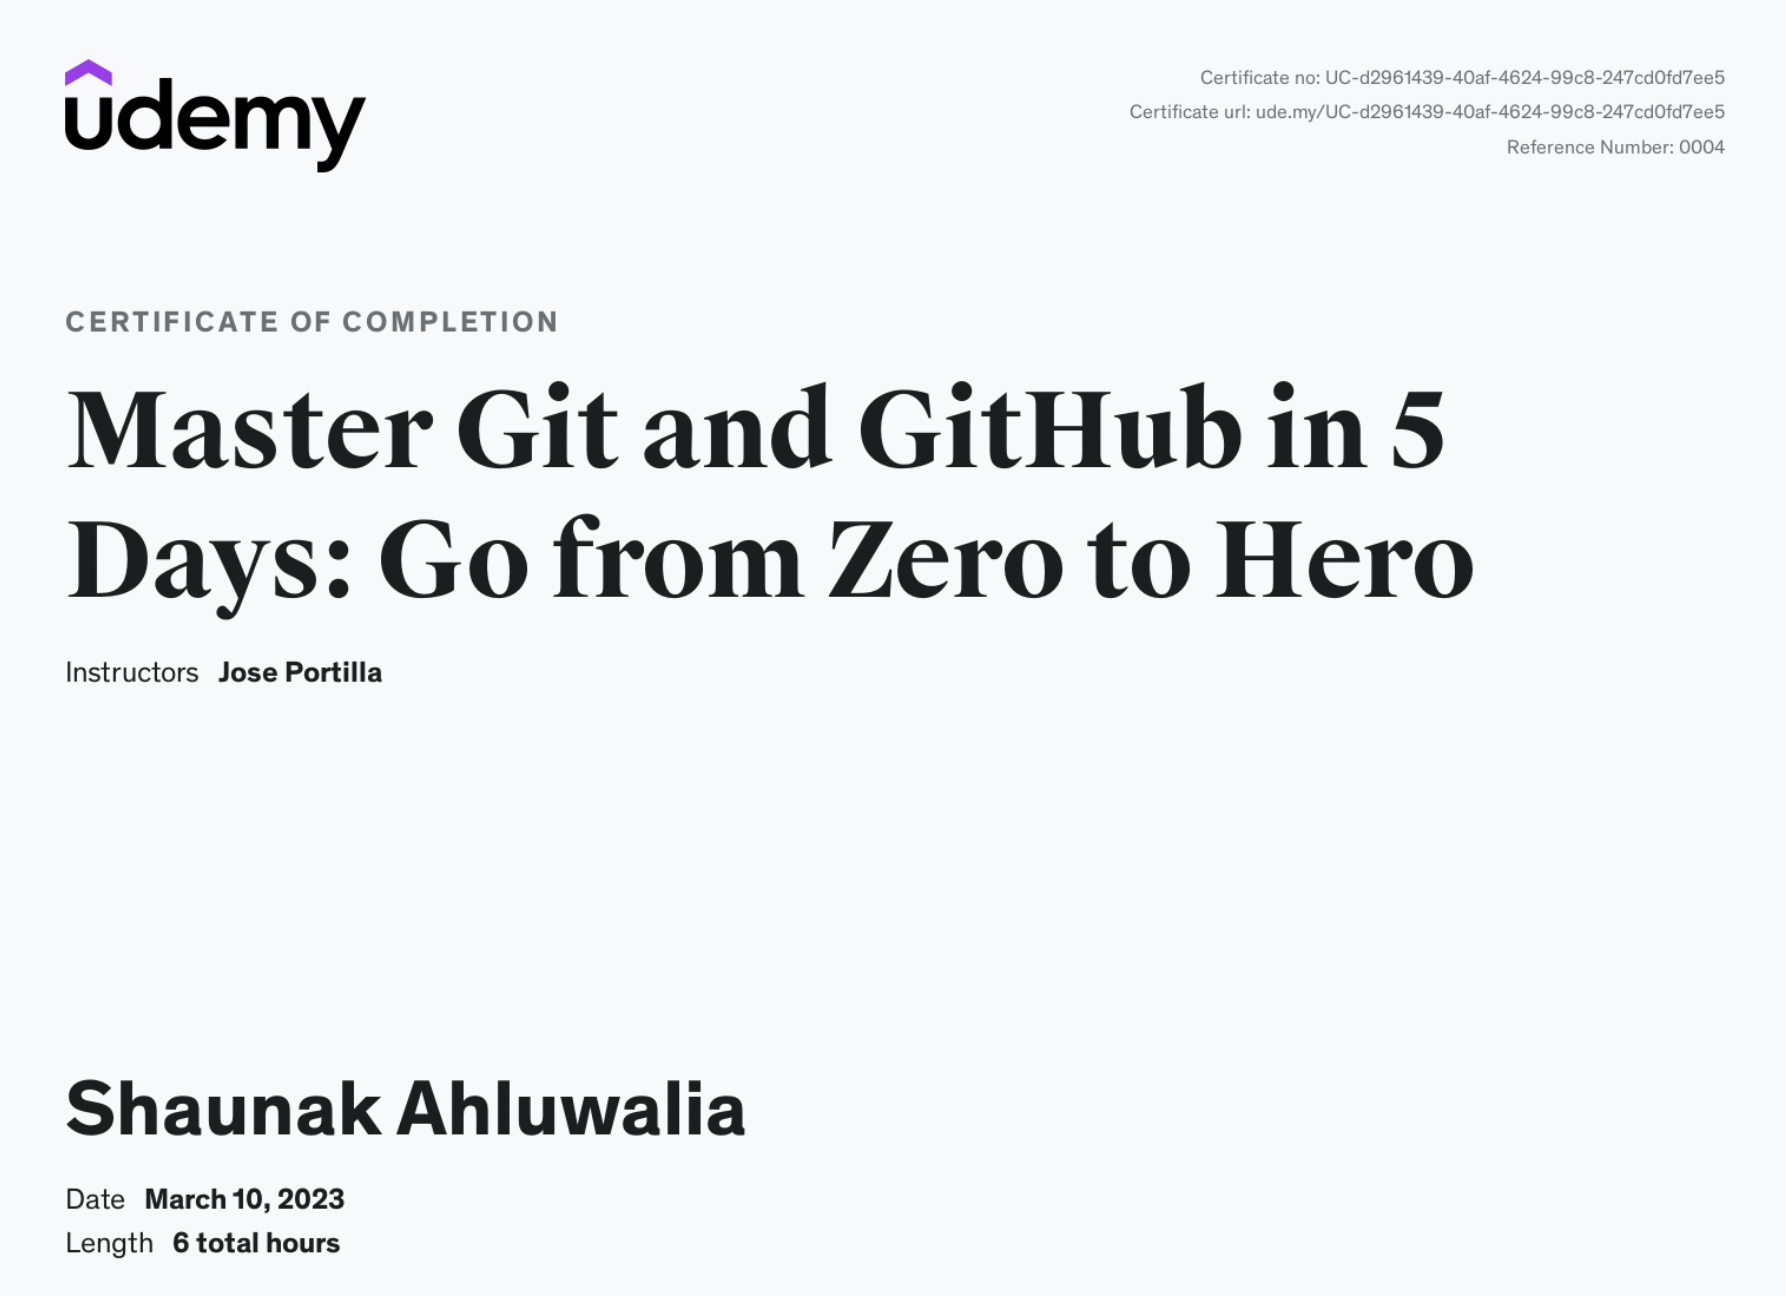 udemy
Certificate no: UC-d2961439-40af-4624-99c8-247cd0fd7ee5
Certificate url: ude.my/UC-d2961439-40af-4624-99c8-247cd0fd7ee5
Reference Number: 0004
CERTIFICATE OF COMPLETION
Master Git and GitHub in 5
Days: Go from Zero to Hero
Instructors Jose Portilla
Shaunak Ahluwalia
Date March 10, 2023
Length 6 total hours